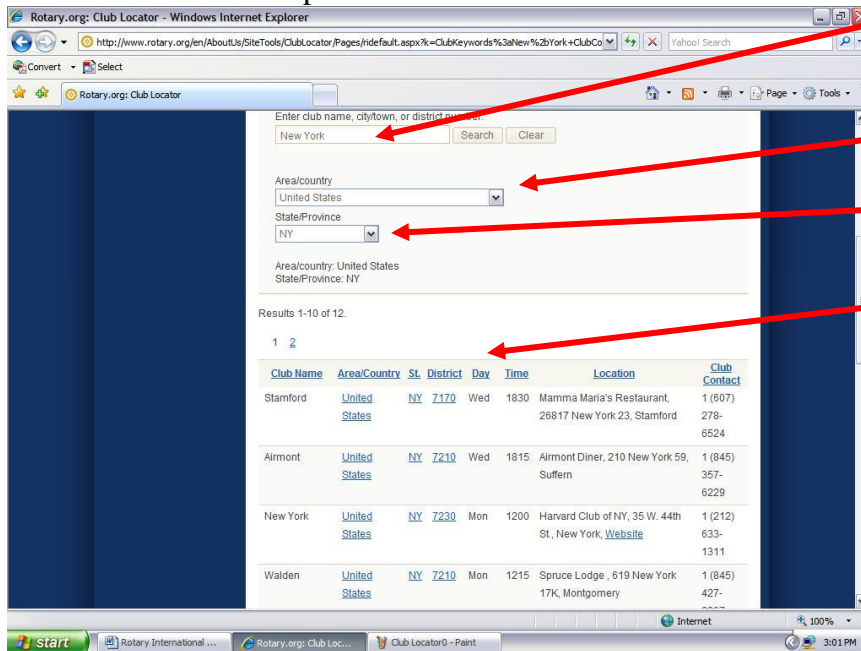 Rotary.org: Club Locator - Windows Internet Explorer
http://www.rotary.org/en/AboutUs/SiteTools/ClubLocator/Pages/ridefault.aspx?k=ClubKeywords%3aNew%2bYork+ClubCo
Yahoo! Search
Convert Select
Rotary.org: Club Locator
Page Tools
Enter club name, city/town, or district number:
New York Search Clear
Area/country
United States
State/Province
NY
Area/country: United States
State/Province: NY
Results 1-10 of 12.
1 2
Club Name Area/Country St. District Day Time Location Club Contact
Stamford United States NY 7170 Wed 1830 Mamma Maria's Restaurant, 1 (607)
26817 New York 23, Stamford 278-
6524
Airmont United States NY 7210 Wed 1815 Airmont Diner, 210 New York 59, 1 (845)
Suffern 357-
6229
New York United States NY 7230 Mon 1200 Harvard Club of NY, 35 W. 44th 1 (212)
St., New York, Website 633-
1311
Walden United States NY 7210 Mon 1215 Spruce Lodge , 619 New York 1 (845)
17K, Montgomery 427-
Internet 100%
start Rotary International ... Rotary.org: Club Loc... Club Locator0 - Paint 3:01 PM